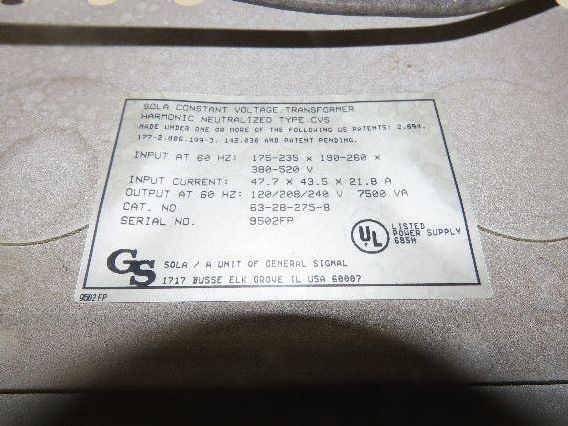 SOLA CONSTANT VOLTAGE TRANSFORMER
HARMONIC NEUTRALIZED TYPE CVS
MADE UNDER ONE OR MORE OF THE FOLLOWING US PATENTS: 2.694.
177-2.806.199-3. 142.030 AND PATENT PENDING.
INPUT AT 60 HZ: 175-235 x 190-260 x
380-520 V
INPUT CURRENT: 47.7 x 43.5 x 21.8 A
OUTPUT AT 60 HZ: 120/208/240 V 7500 VA
CAT. NO 63-28-275-8
SERIAL NO. 9502FP
UL
LISTED
POWER SUPPLY
685H
GS
SOLA / A UNIT OF GENERAL SIGNAL
1717 BUSSE ELK GROVE IL USA 60007
9502FP